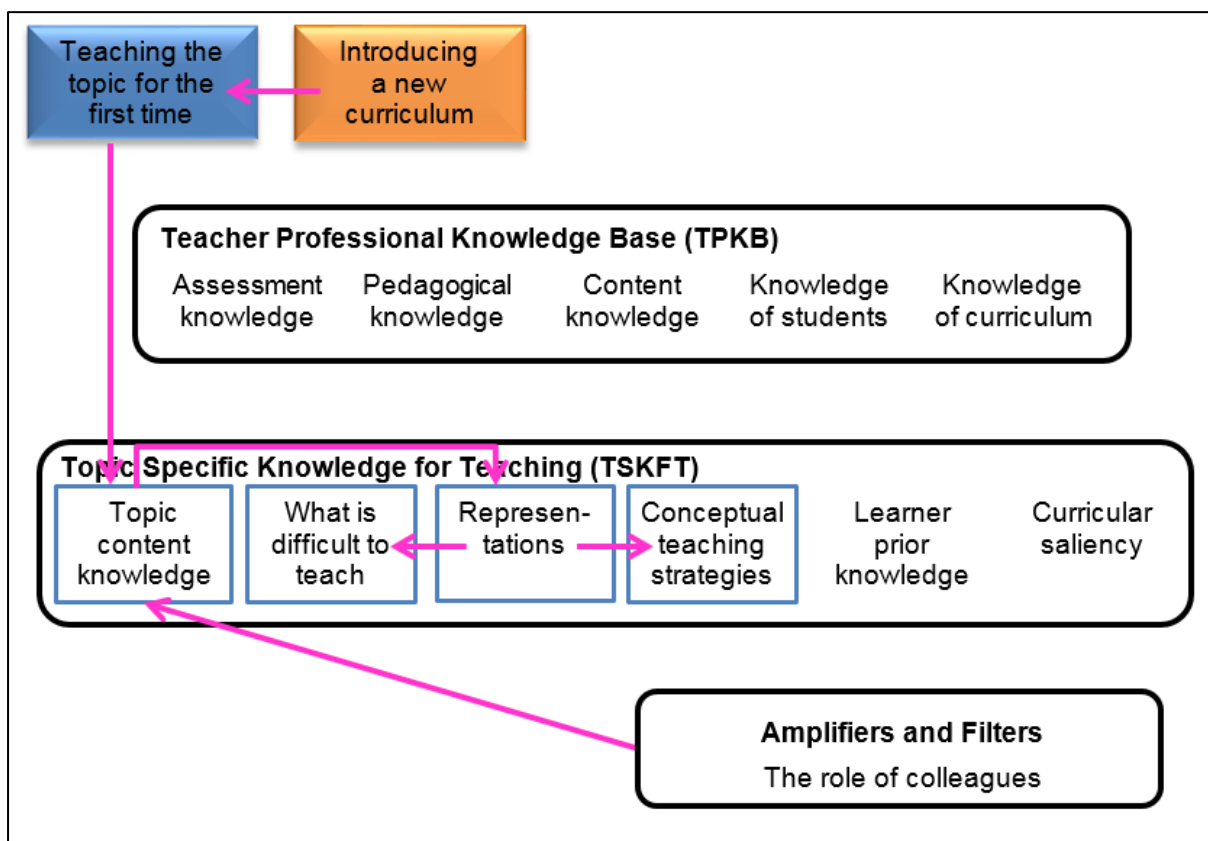 Teaching the
topic for the
first time
Introducing
a new
curriculum
Teacher Professional Knowledge Base (TPKB)
Assessment
knowledge
Pedagogical
knowledge
Content
knowledge
Knowledge
of students
Knowledge
of curriculum
Topic Specific Knowledge for Teaching (TSKFT)
Topic
content
knowledge
What is
difficult to
teach
Represen-
tations
Conceptual
teaching
strategies
Learner
prior
knowledge
Curricular
saliency
Amplifiers and Filters
The role of colleagues